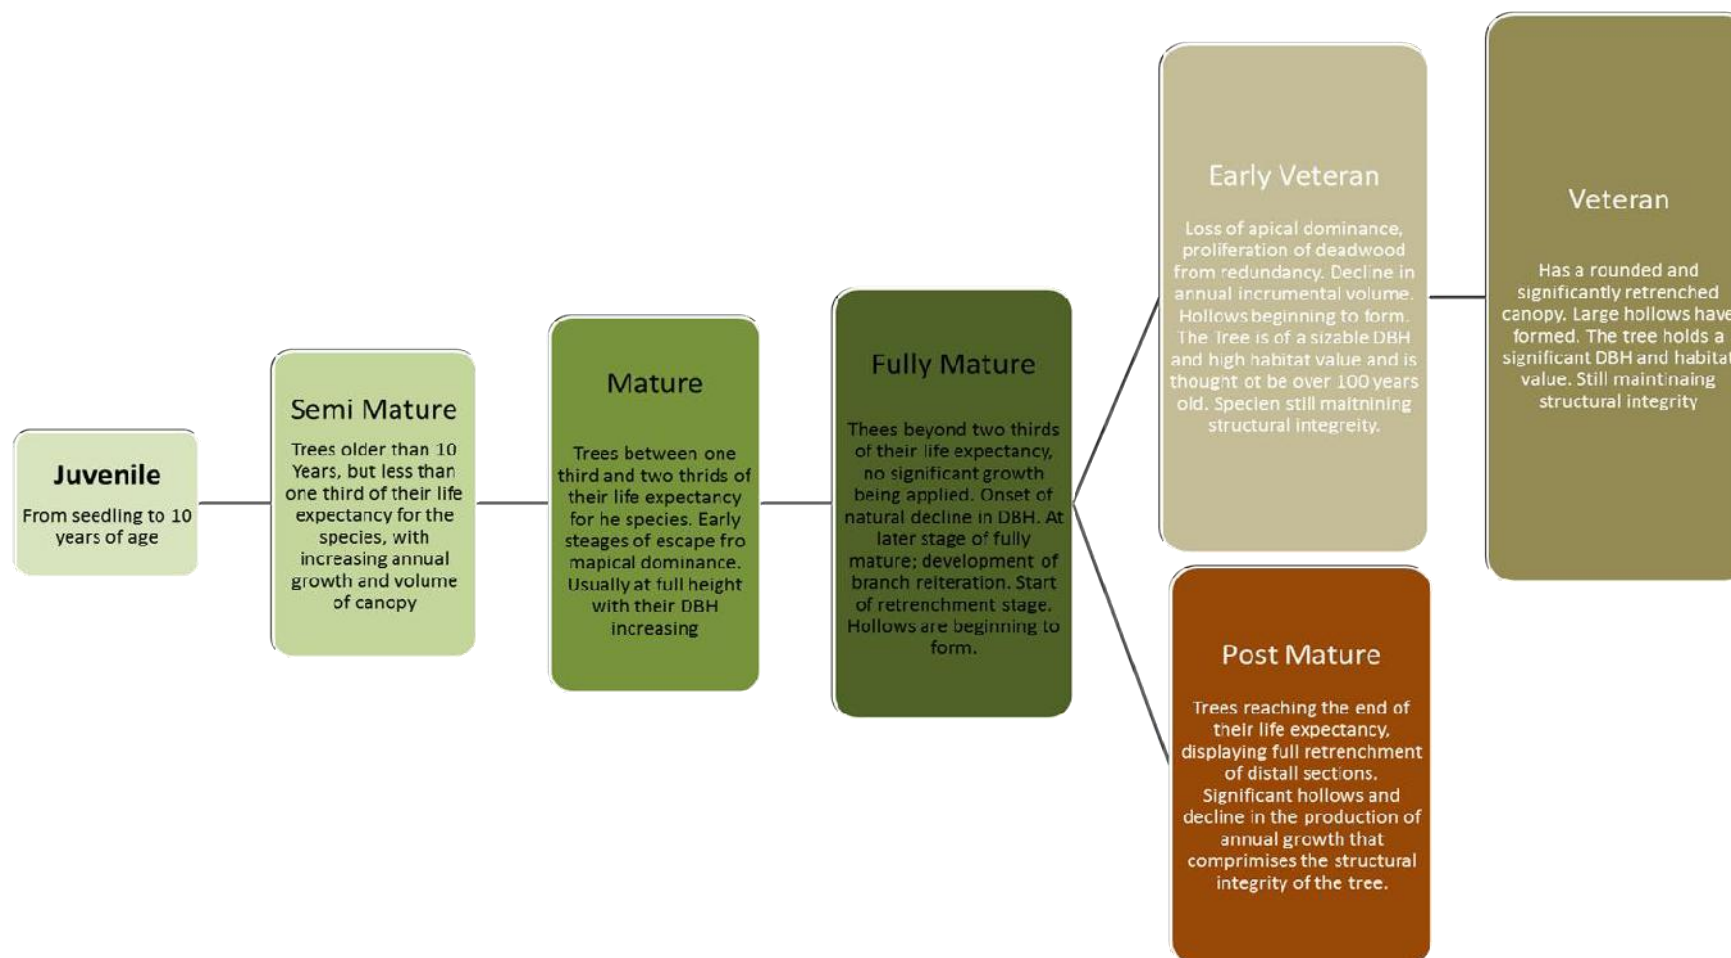 Juvenile
From seedling to 10
years of age
Semi Mature
Trees older than 10
Years, but less than
one third of their life
expectancy for the
species, with
increasing annual
growth and volume
of canopy
Mature
Trees between one
third and two thrids of
their life expectancy
for he species. Early
steages of escape fro
mapical dominance.
Usually at full height
with their DBH
increasing
Fully Mature
Thees beyond two thirds
of their life expectancy,
no significant growth
being applied. Onset of
natural decline in DBH. At
later stage of fully
mature; development of
branch reiteration. Start
of retrenchment stage.
Hollows are beginning to
form.
Early Veteran
Loss of apical dominance,
proliferation of deadwood
from redundancy. Decline in
annual incrumental volume.
Hollows beginning to form.
The Tree is of a sizable DBH
and high habitat value and is
thought ot be over 100 years
old. Specien still maitnining
structural integreity.
Veteran
Has a rounded and
significantly retrenched
canopy. Large hollows have
formed. The tree holds a
significant DBH and habitat
value. Still maintinaing
structural integrity
Post Mature
Trees reaching the end of
their life expectancy,
displaying full retrenchment
of distall sections.
Significant hollows and
decline in the production of
annual growth that
comprimises the structural
integrity of the tree.